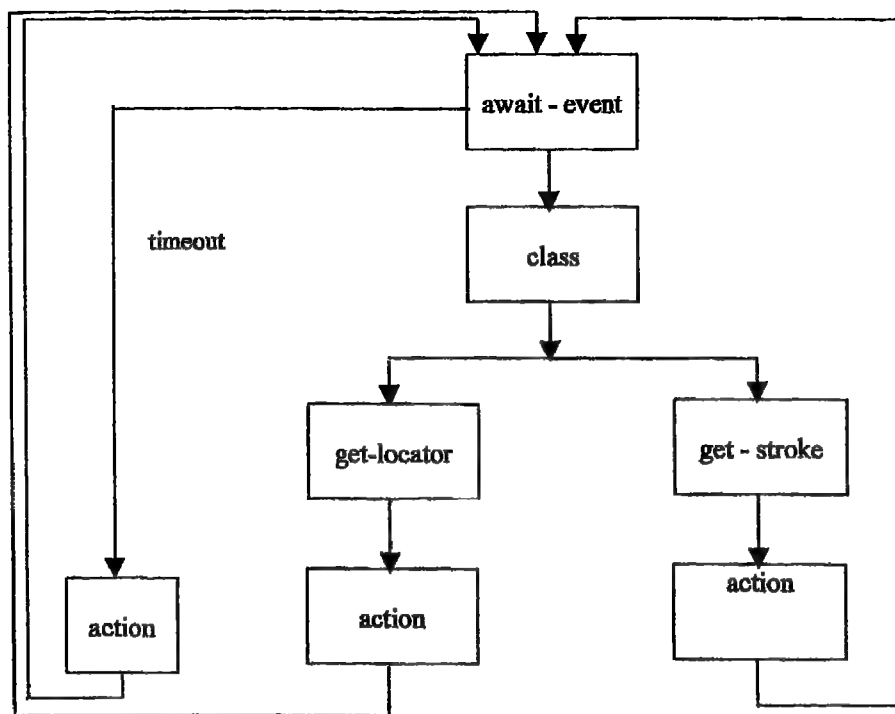 await - event
timeout
class
get-locator
get - stroke
action
action
action